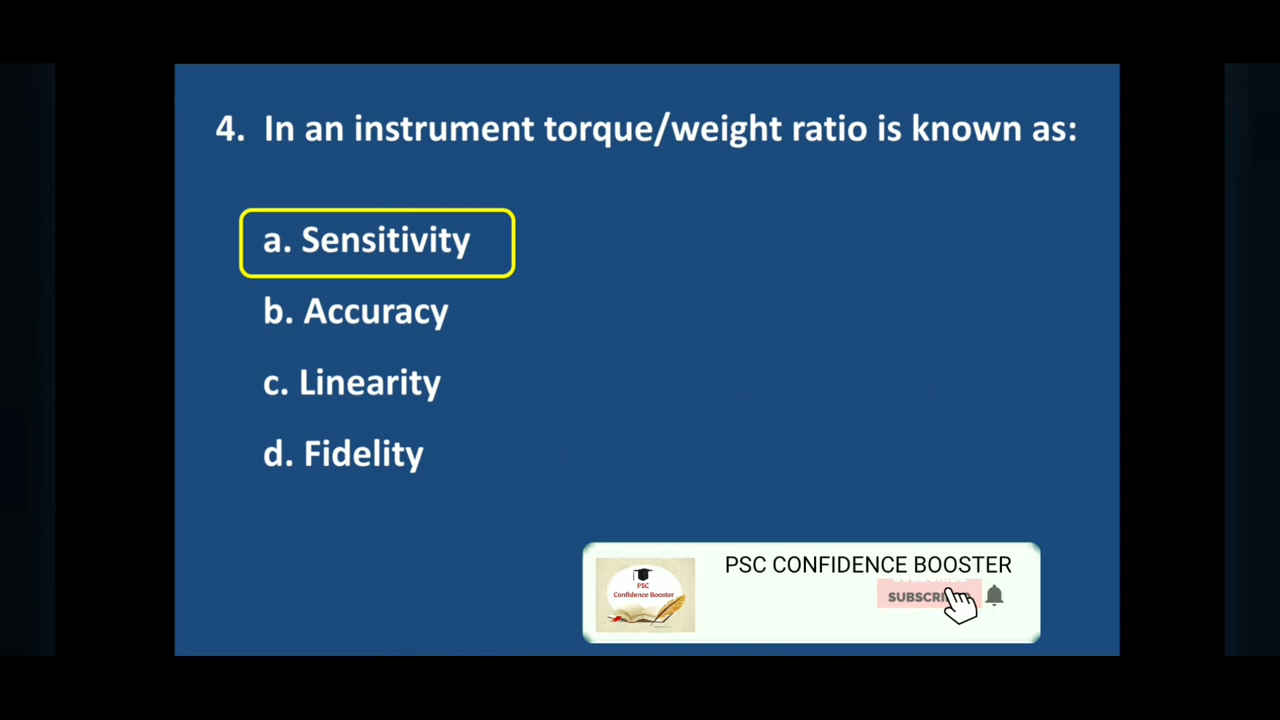 4. In an instrument torque/weight ratio is known as:
a. Sensitivity
b. Accuracy
c. Linearity
d. Fidelity
PSC CONFIDENCE BOOSTER
PSC
Confidence Booster